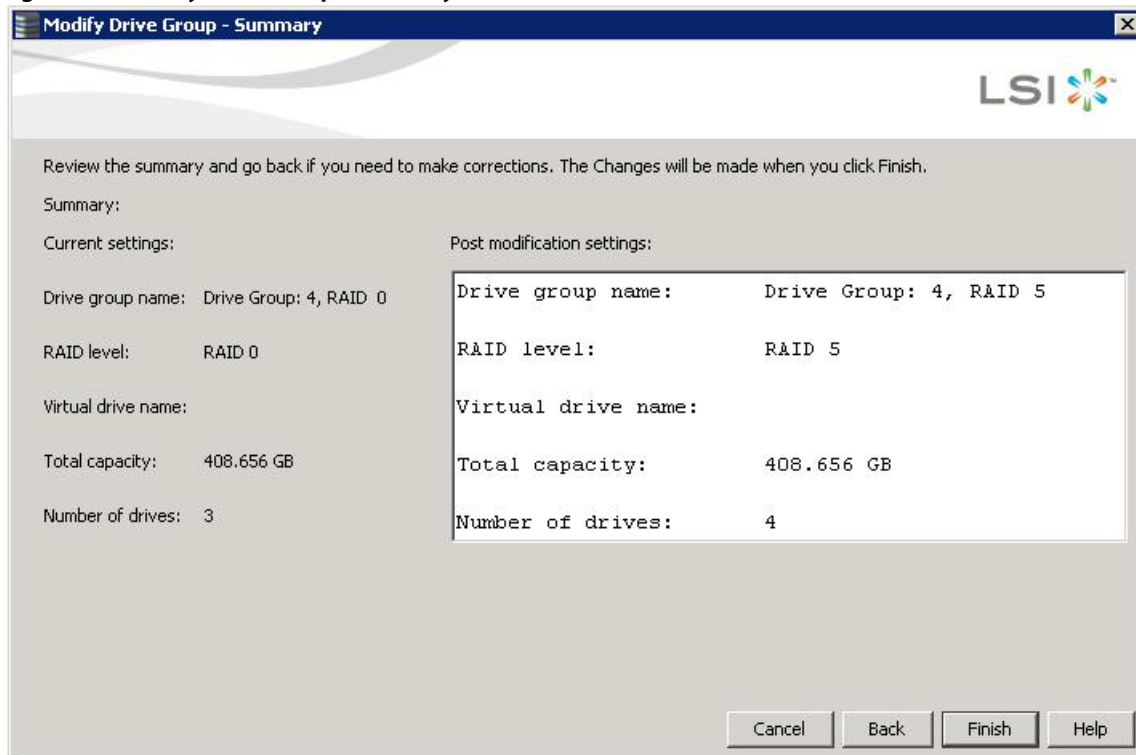 Modify Drive Group - Summary
LSI
Review the summary and go back if you need to make corrections. The Changes will be made when you click Finish.
Summary:
Current settings:
Drive group name: Drive Group: 4, RAID 0
RAID level: RAID 0
Virtual drive name:
Total capacity: 408.656 GB
Number of drives: 3
Post modification settings:
Drive group name: Drive Group: 4, RAID 5
RAID level: RAID 5
Virtual drive name:
Total capacity: 408.656 GB
Number of drives: 4
Cancel Back Finish Help